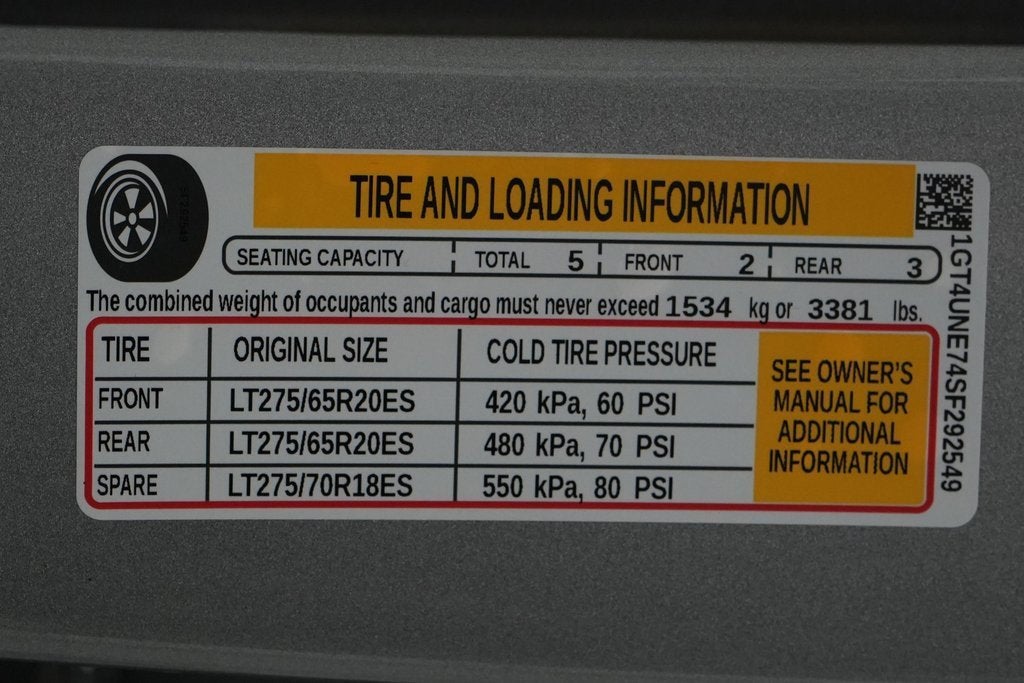 TIRE AND LOADING INFORMATION
SEATING CAPACITY TOTAL 5 FRONT 2 REAR 3
The combined weight of occupants and cargo must never exceed 1534 kg or 3381 lbs.
TIRE ORIGINAL SIZE COLD TIRE PRESSURE
FRONT LT275/65R20ES 420 kPa, 60 PSI
REAR LT275/65R20ES 480 kPa, 70 PSI
SPARE LT275/70R18ES 550 kPa, 80 PSI
SEE OWNER'S
MANUAL FOR
ADDITIONAL
INFORMATION
1GT4UNE74SF292549